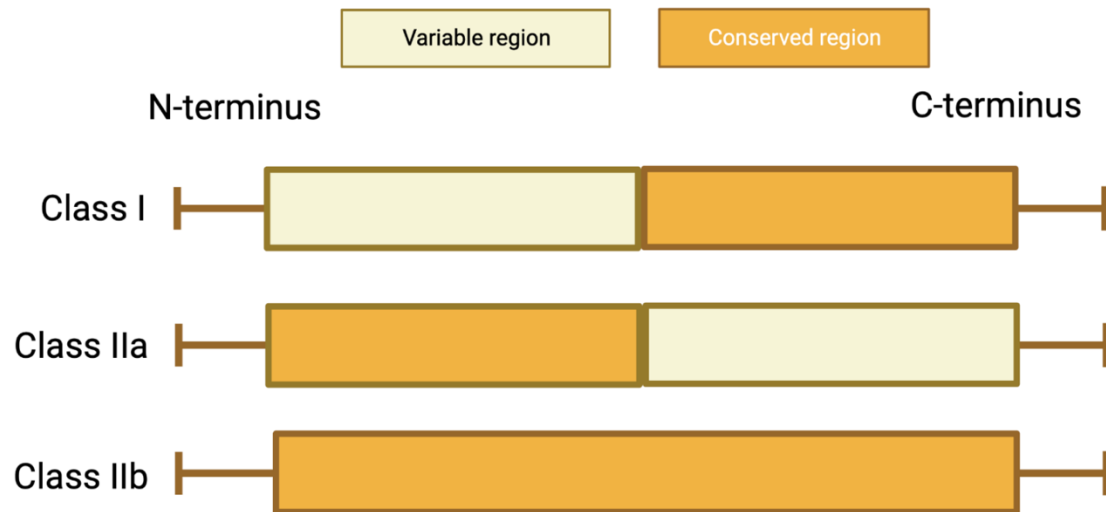 Variable region
Conserved region
N-terminus
C-terminus
Class I
Class IIa
Class IIb